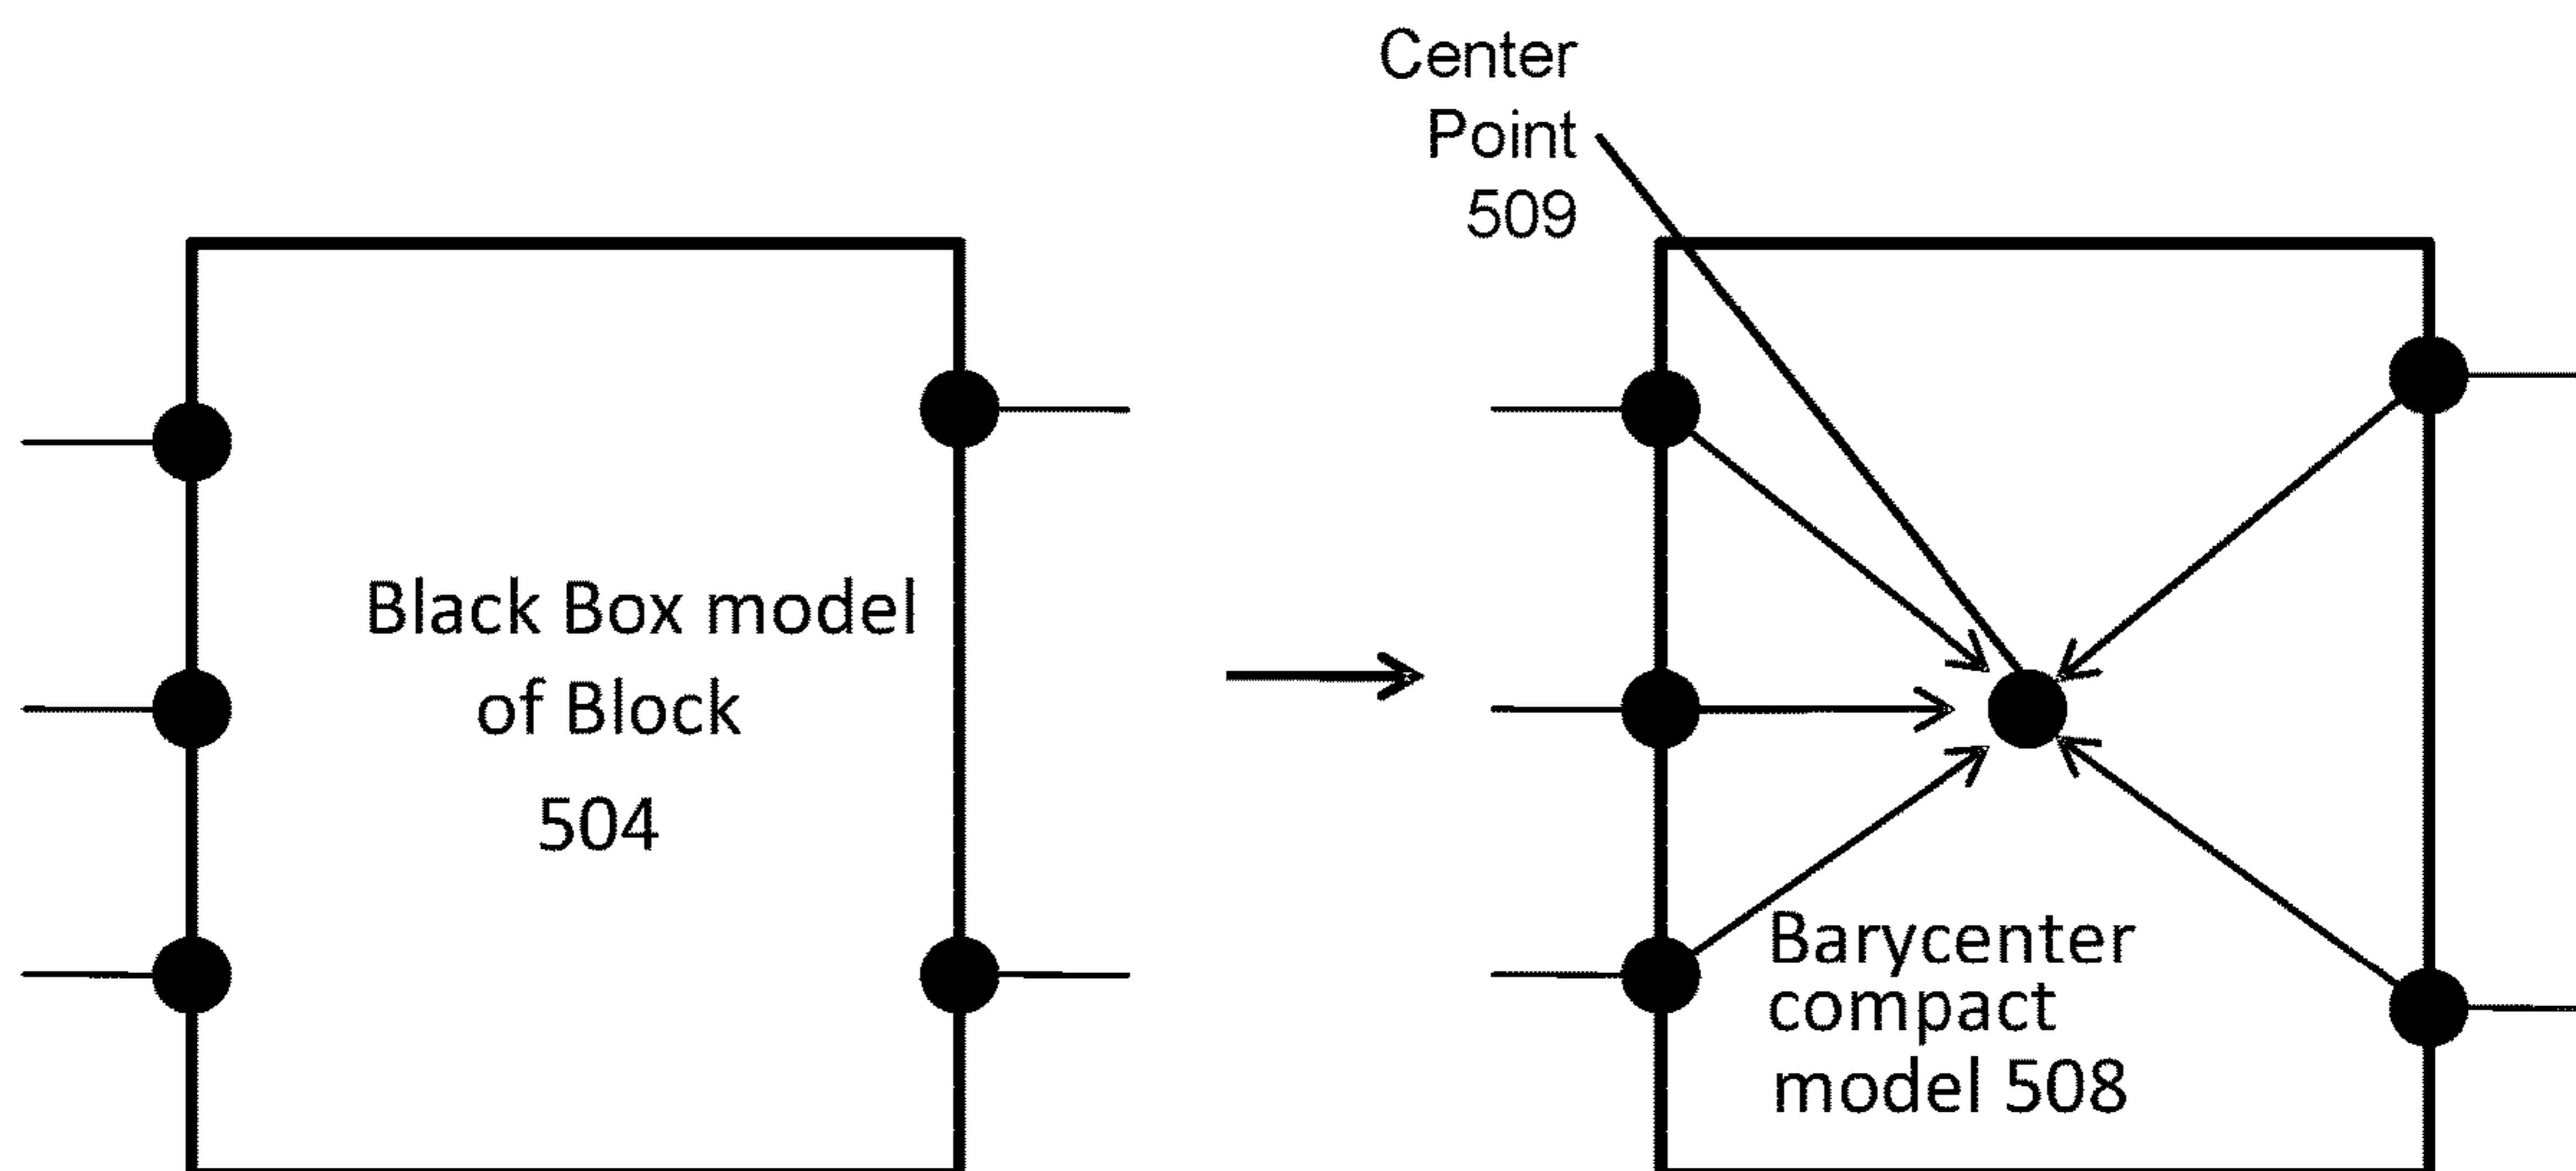 Center
Point
509
Black Box model
of Block
504
Barycenter
compact
model 508